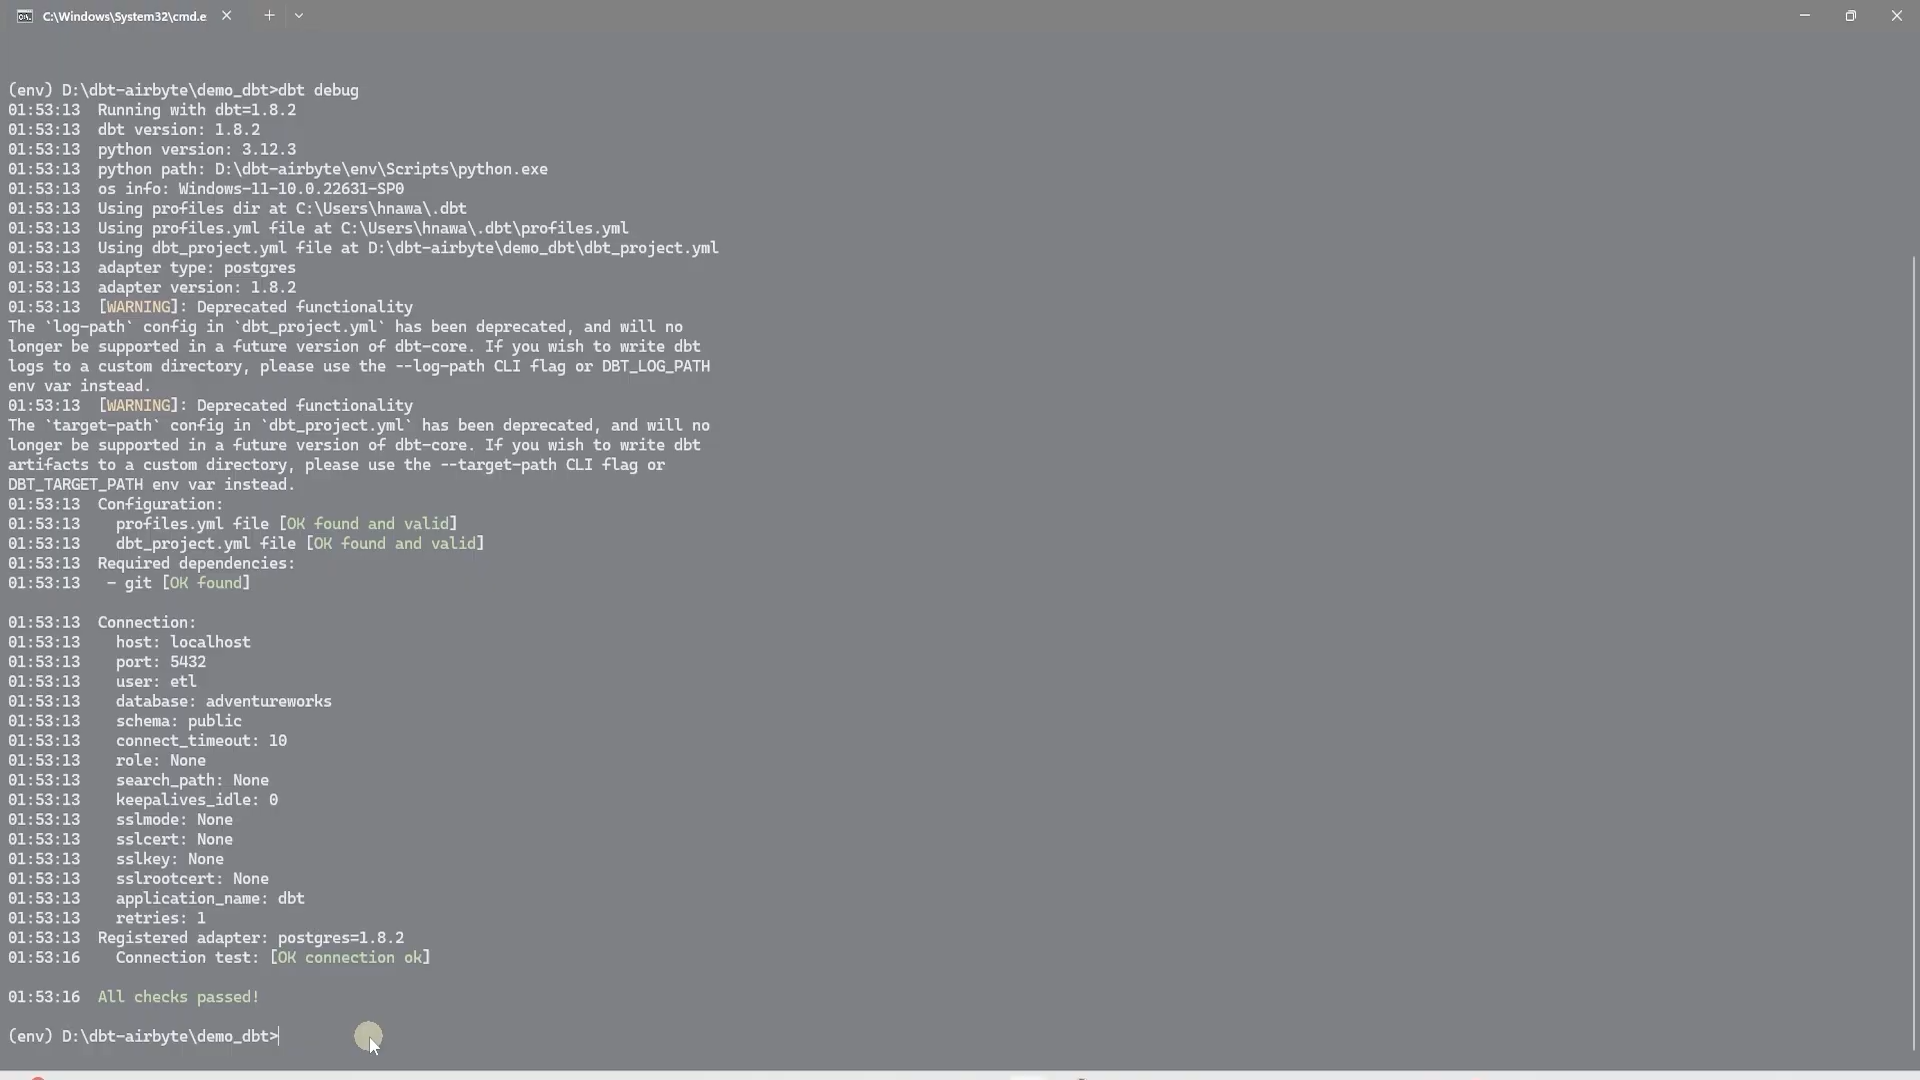 C:\Windows\System32\cmd.e
(env) D:\dbt-airbyte\demo_dbt>dbt debug
01:53:13  Running with dbt=1.8.2
01:53:13  dbt version: 1.8.2
01:53:13  python version: 3.12.3
01:53:13  python path: D:\dbt-airbyte\env\Scripts\python.exe
01:53:13  os info: Windows-11-10.0.22631-SP0
01:53:13  Using profiles dir at C:\Users\hnawa\.dbt
01:53:13  Using profiles.yml file at C:\Users\hnawa\.dbt\profiles.yml
01:53:13  Using dbt_project.yml file at D:\dbt-airbyte\demo_dbt\dbt_project.yml
01:53:13  adapter type: postgres
01:53:13  adapter version: 1.8.2
01:53:13  [WARNING]: Deprecated functionality
The `log-path` config in `dbt_project.yml` has been deprecated, and will no
longer be supported in a future version of dbt-core. If you wish to write dbt
logs to a custom directory, please use the --log-path CLI flag or DBT_LOG_PATH
env var instead.
01:53:13  [WARNING]: Deprecated functionality
The `target-path` config in `dbt_project.yml` has been deprecated, and will no
longer be supported in a future version of dbt-core. If you wish to write dbt
artifacts to a custom directory, please use the --target-path CLI flag or
DBT_TARGET_PATH env var instead.
01:53:13  Configuration:
01:53:13    profiles.yml file [OK found and valid]
01:53:13    dbt_project.yml file [OK found and valid]
01:53:13  Required dependencies:
01:53:13   - git [OK found]
01:53:13  Connection:
01:53:13    host: localhost
01:53:13    port: 5432
01:53:13    user: etl
01:53:13    database: adventureworks
01:53:13    schema: public
01:53:13    connect_timeout: 10
01:53:13    role: None
01:53:13    search_path: None
01:53:13    keepalives_idle: 0
01:53:13    sslmode: None
01:53:13    sslcert: None
01:53:13    sslkey: None
01:53:13    sslrootcert: None
01:53:13    application_name: dbt
01:53:13    retries: 1
01:53:13  Registered adapter: postgres=1.8.2
01:53:16    Connection test: [OK connection ok]
01:53:16  All checks passed!
(env) D:\dbt-airbyte\demo_dbt>